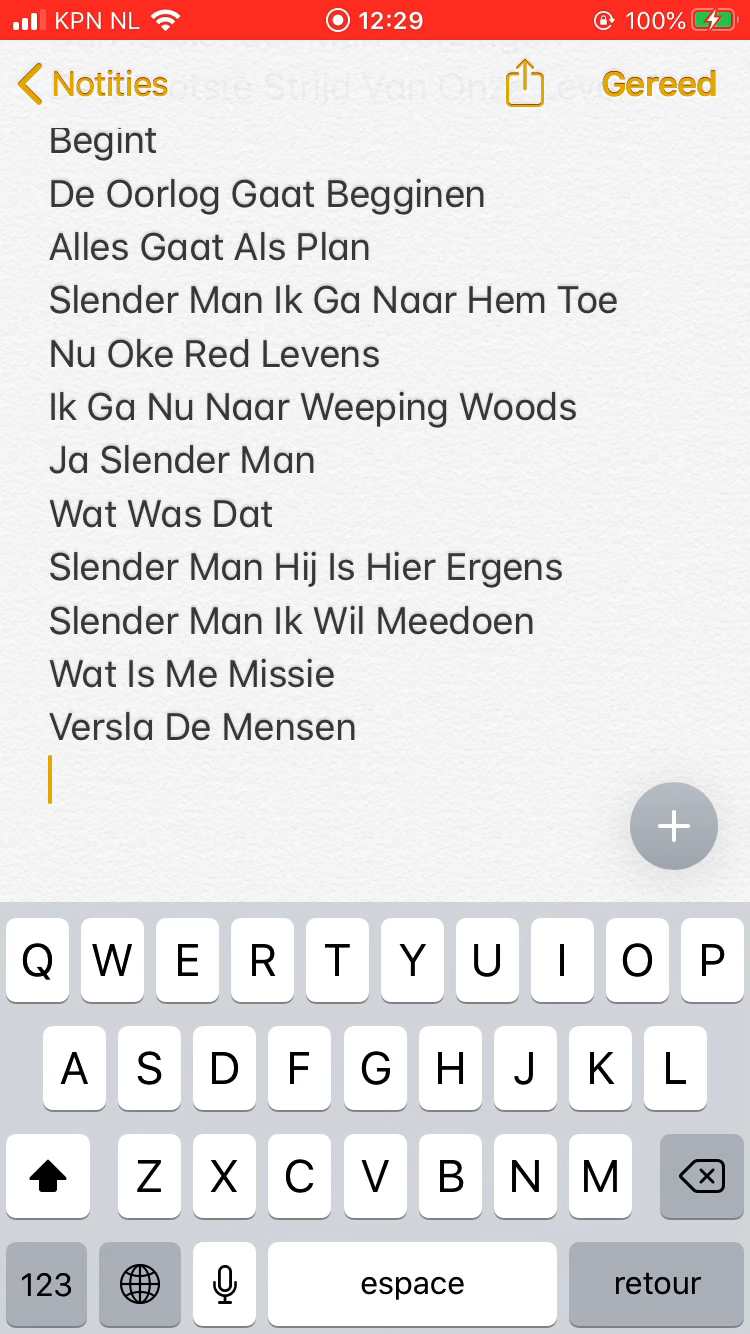 KPN NL 12:29 100%
Notities Gereed
Begint
De Oorlog Gaat Begginen
Alles Gaat Als Plan
Slender Man Ik Ga Naar Hem Toe
Nu Oke Red Levens
Ik Ga Nu Naar Weeping Woods
Ja Slender Man
Wat Was Dat
Slender Man Hij Is Hier Ergens
Slender Man Ik Wil Meedoen
Wat Is Me Missie
Versla De Mensen
Q W E R T Y U I O P
A S D F G H J K L
Z X C V B N M
123 espace retour